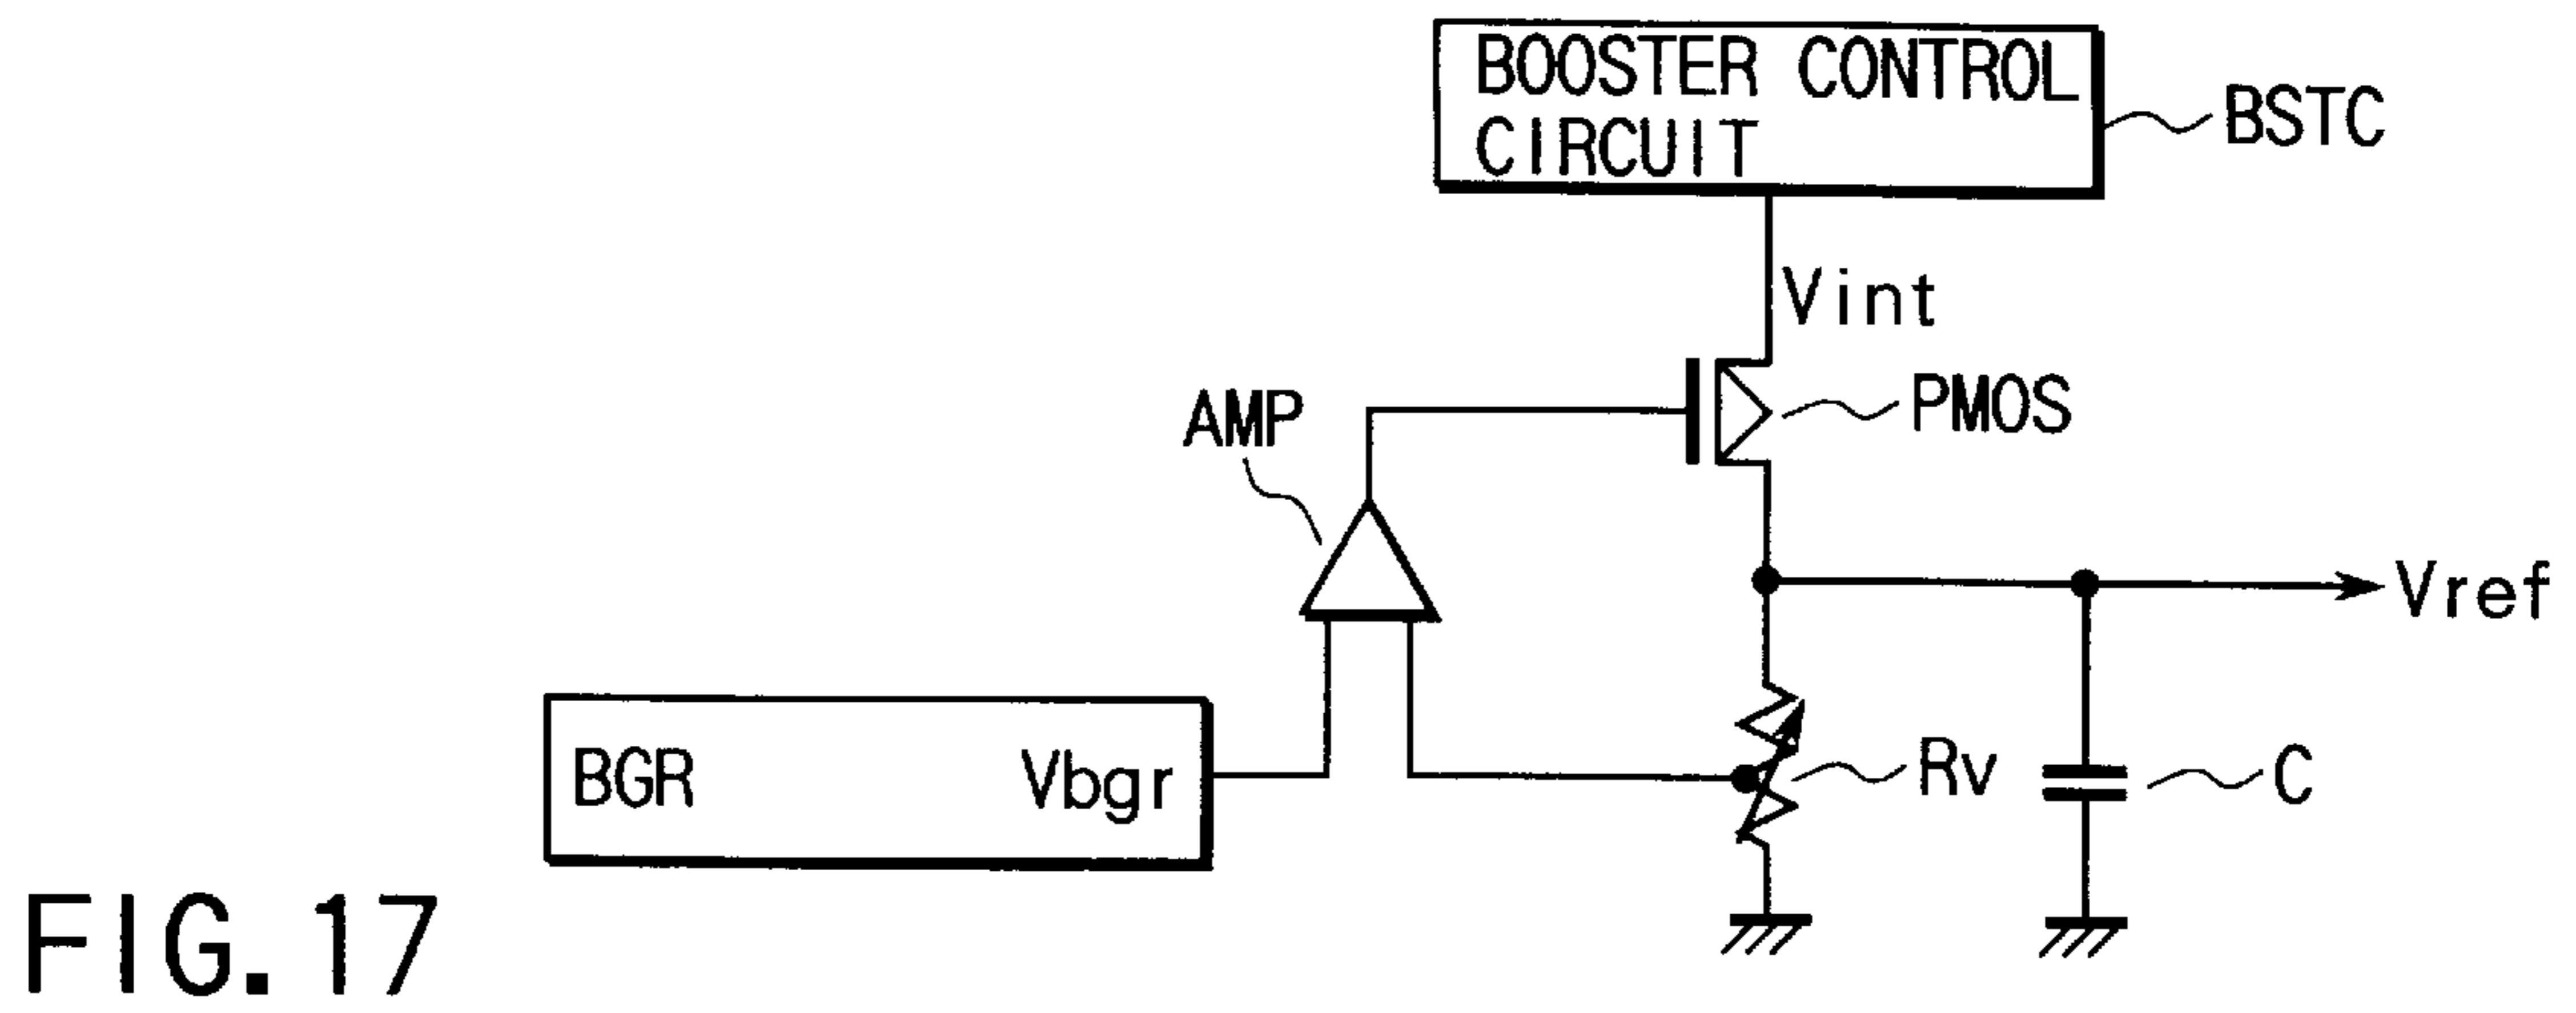 BOOSTER CONTROL
CIRCUIT
BSTC
Vint
AMP
PMOS
Vref
BGR Vbgr
Rv
C
FIG.17